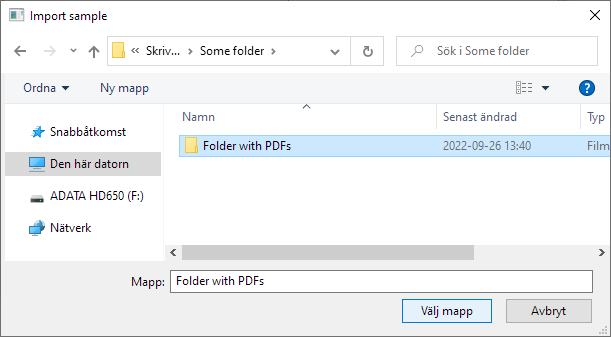 Import sample
« Skriv... > Some folder >
Sök i Some folder
Ordna
Ny mapp
?
Namn
Senast ändrad
Typ
Snabbåtkomst
Den här datorn
ADATA HD650 (F:)
Nätverk
Folder with PDFs
2022-09-26 13:40
Film
Mapp:
Folder with PDFs
Välj mapp
Avbryt